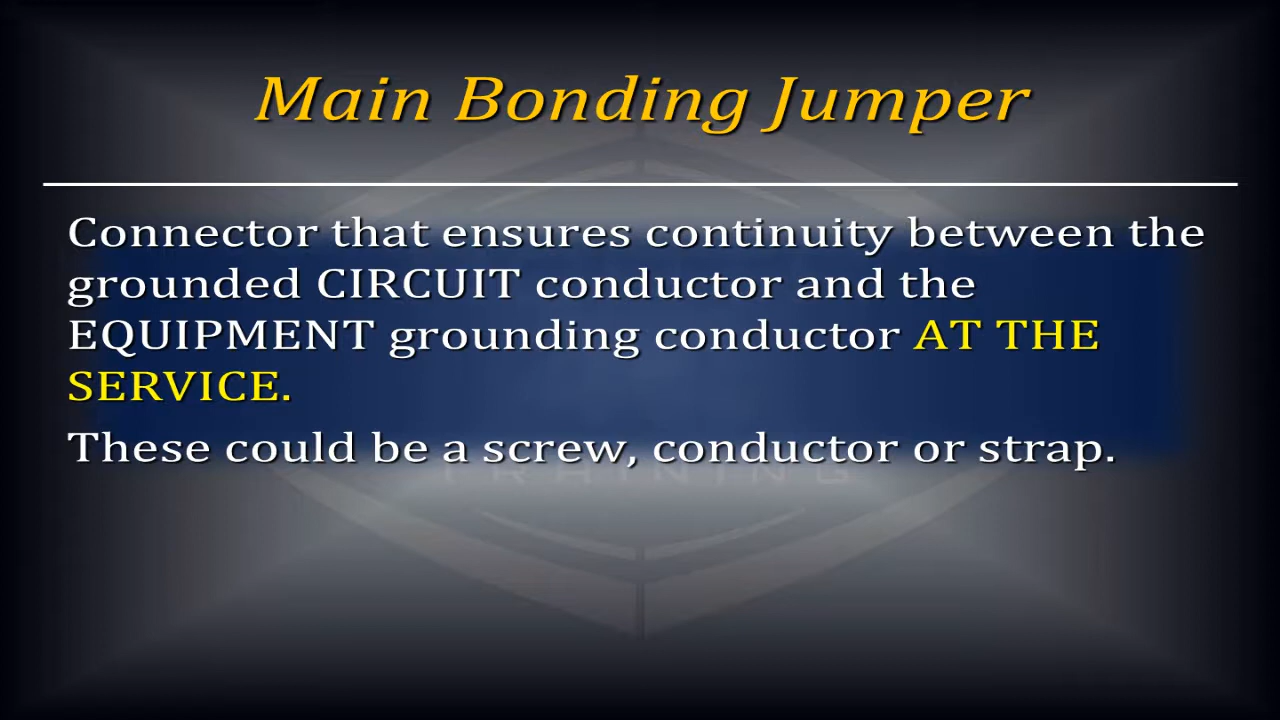 Main Bonding Jumper
Connector that ensures continuity between the
grounded CIRCUIT conductor and the
EQUIPMENT grounding conductor AT THE
SERVICE.
These could be a screw, conductor or strap.
TRAINING